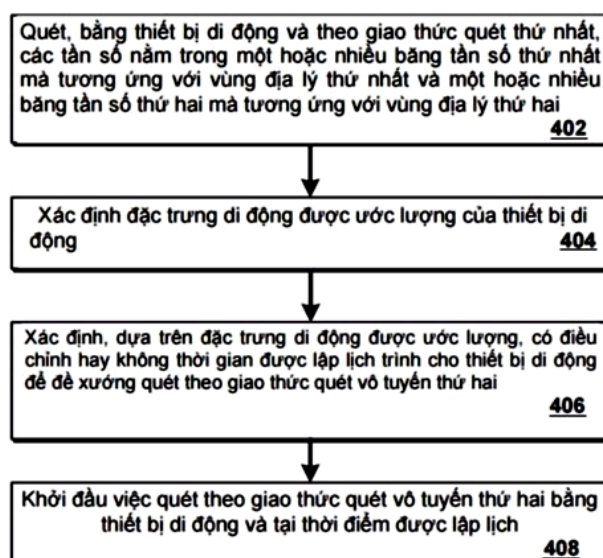 Quét, bằng thiết bị di động và theo giao thức quét thứ nhất,
các tần số nằm trong một hoặc nhiều băng tần số thứ nhất
mà tương ứng với vùng địa lý thứ nhất và một hoặc nhiều
băng tần số thứ hai mà tương ứng với vùng địa lý thứ hai
402
Xác định đặc trưng di động được ước lượng của thiết bị di
động 404
Xác định, dựa trên đặc trưng di động được ước lượng, có điều
chỉnh hay không thời gian được lập lịch trình cho thiết bị di động
để đề xướng quét theo giao thức quét vô tuyến thứ hai
406
Khởi đầu việc quét theo giao thức quét vô tuyến thứ hai bằng
thiết bị di động và tại thời điểm được lập lịch
408